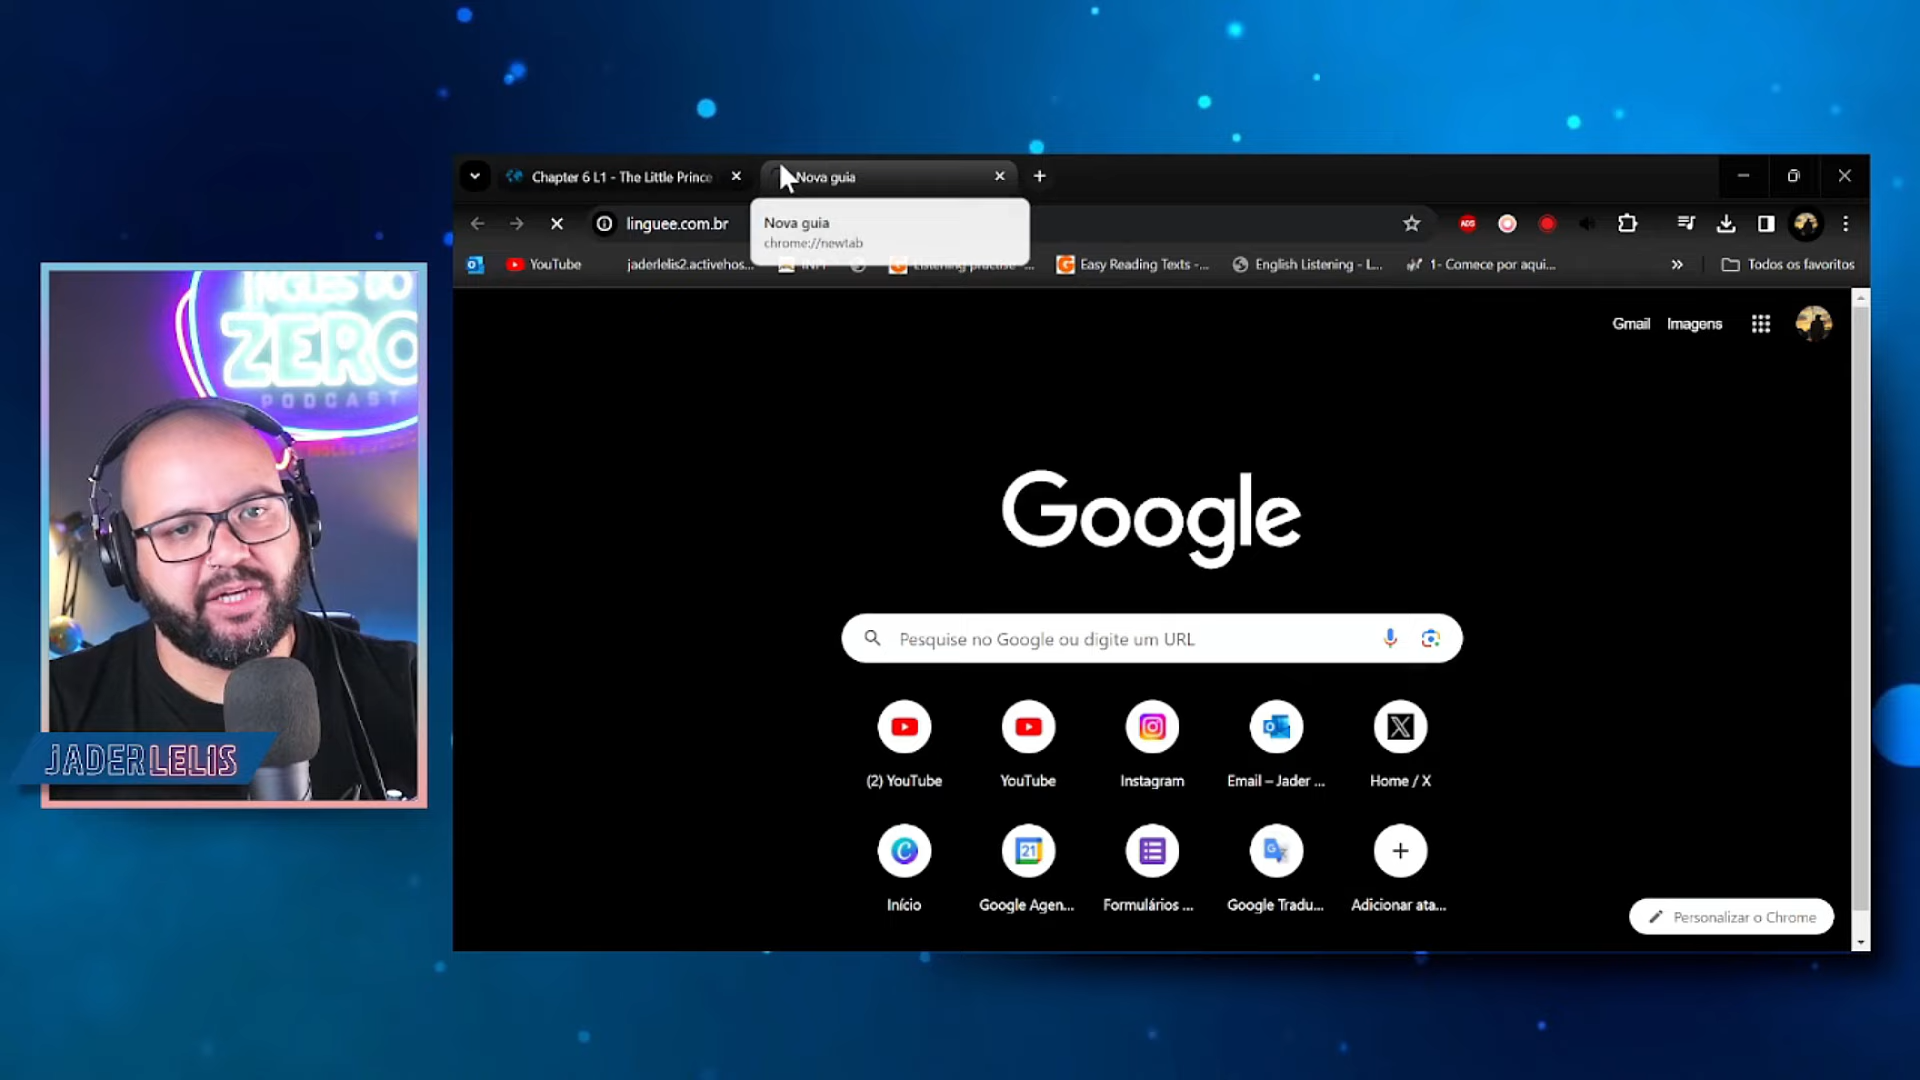 Chapter 6 L1 - The Little Prince
Nova guia
linguee.com.br
Nova guia
chrome://newtab
YouTube
jaderlelis2.activehos...
Easy Reading Texts -...
English Listening - L...
1- Comece por aqui...
Todos os favoritos
Gmail
Imagens
INGLÊS DO
ZERO
PODCAST
JADERLELIS
Google
Pesquise no Google ou digite um URL
(2) YouTube
YouTube
Instagram
Email – Jader ...
Home / X
Início
Google Agen...
Formulários ...
Google Tradu...
Adicionar ata...
Personalizar o Chrome